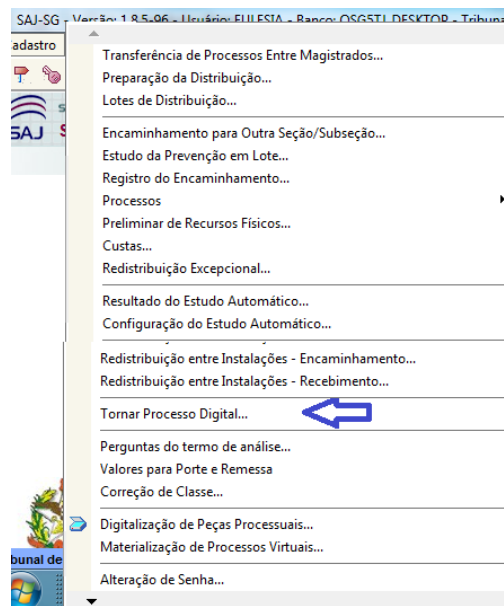 SAJ-SG - Versão: 1.8.5-96 - Usuário: EULESIA - Banco: OSG5TJ_DESKTOP - Tribuna
adastro
SAJ
Transferência de Processos Entre Magistrados...
Preparação da Distribuição...
Lotes de Distribuição...
Encaminhamento para Outra Seção/Subseção...
Estudo da Prevenção em Lote...
Registro do Encaminhamento...
Processos
Preliminar de Recursos Físicos...
Custas...
Redistribuição Excepcional...
Resultado do Estudo Automático...
Configuração do Estudo Automático...
Redistribuição entre Instalações - Encaminhamento...
Redistribuição entre Instalações - Recebimento...
Tornar Processo Digital...
Perguntas do termo de análise...
Valores para Porte e Remessa
Correção de Classe...
Digitalização de Peças Processuais...
Materialização de Processos Virtuais...
bunal de
Alteração de Senha...